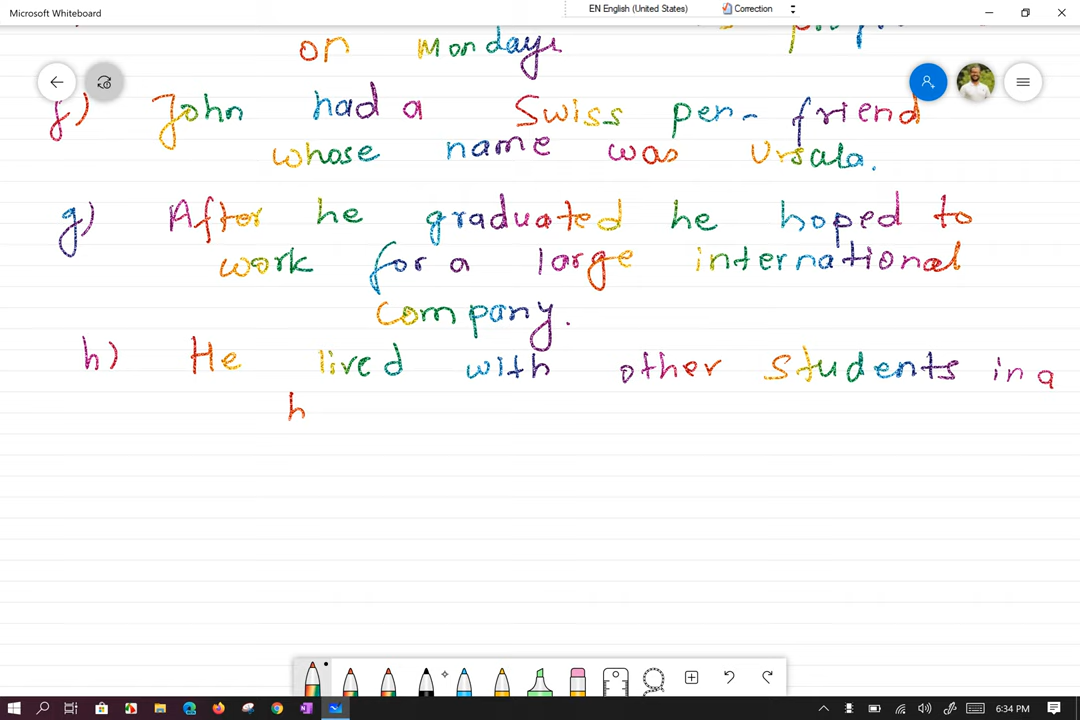 Microsoft Whiteboard
EN English (United States)
Correction
on Mondays
f) John had a Swiss pen-friend
whose name was Ursala.
g) After he graduated he hoped to
work for a large international
company.
h) He lived with other students in a
h
6:34 PM